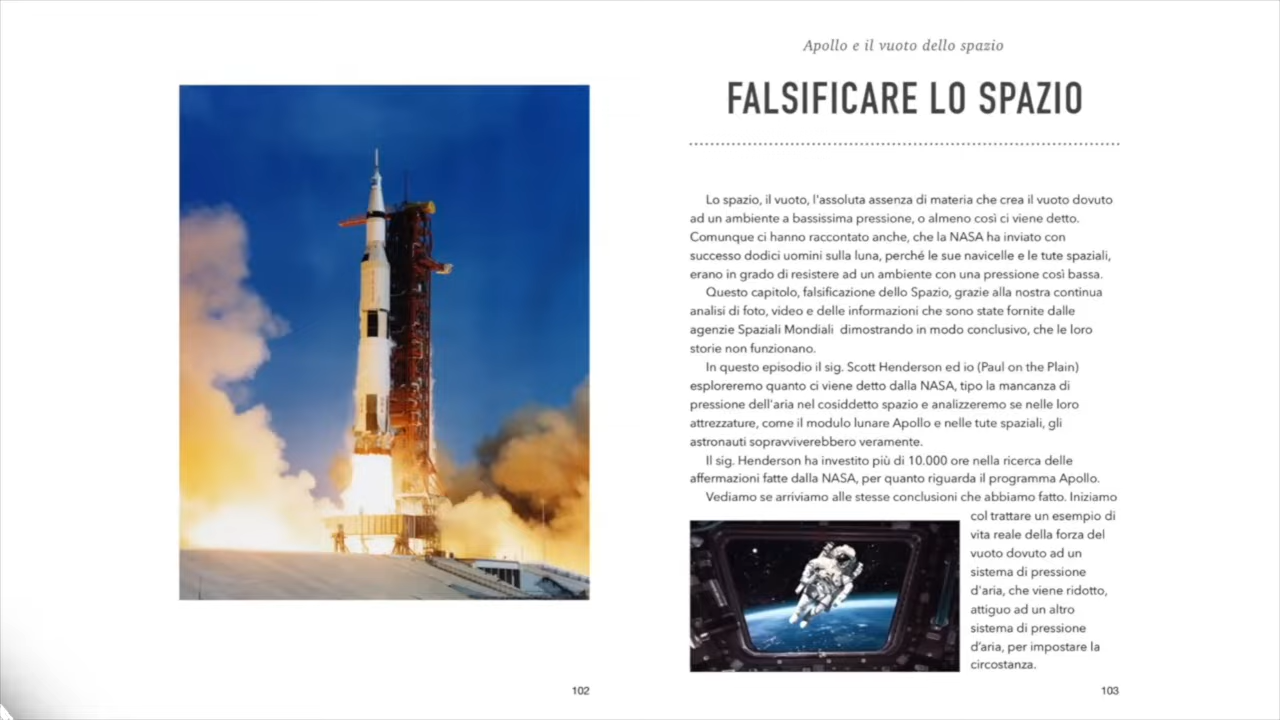 Apollo e il vuoto dello spazio
FALSIFICARE LO SPAZIO
Lo spazio, il vuoto, l'assoluta assenza di materia che crea il vuoto dovuto
ad un ambiente a bassissima pressione, o almeno così ci viene detto.
Comunque ci hanno raccontato anche, che la NASA ha inviato con
successo dodici uomini sulla luna, perché le sue navicelle e le tute spaziali,
erano in grado di resistere ad un ambiente con una pressione così bassa.
Questo capitolo, falsificazione dello Spazio, grazie alla nostra continua
analisi di foto, video e delle informazioni che sono state fornite dalle
agenzie Spaziali Mondiali dimostrando in modo conclusivo, che le loro
storie non funzionano.
In questo episodio il sig. Scott Henderson ed io (Paul on the Plain)
esploreremo quanto ci viene detto dalla NASA, tipo la mancanza di
pressione dell'aria nel cosiddetto spazio e analizzeremo se nelle loro
attrezzature, come il modulo lunare Apollo e nelle tute spaziali, gli
astronauti sopravviverebbero veramente.
Il sig. Henderson ha investito più di 10.000 ore nella ricerca delle
affermazioni fatte dalla NASA, per quanto riguarda il programma Apollo.
Vediamo se arriviamo alle stesse conclusioni che abbiamo fatto. Iniziamo
col trattare un esempio di
vita reale della forza del
vuoto dovuto ad un
sistema di pressione
d'aria, che viene ridotto,
attiguo ad un altro
sistema di pressione
d'aria, per impostare la
circostanza.
102
103